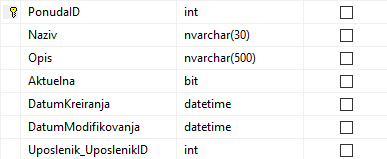 PonudaID int
Naziv nvarchar(30)
Opis nvarchar(500)
Aktuelna bit
DatumKreiranja datetime
DatumModifikovanja datetime
Uposlenik_UposlenikID int